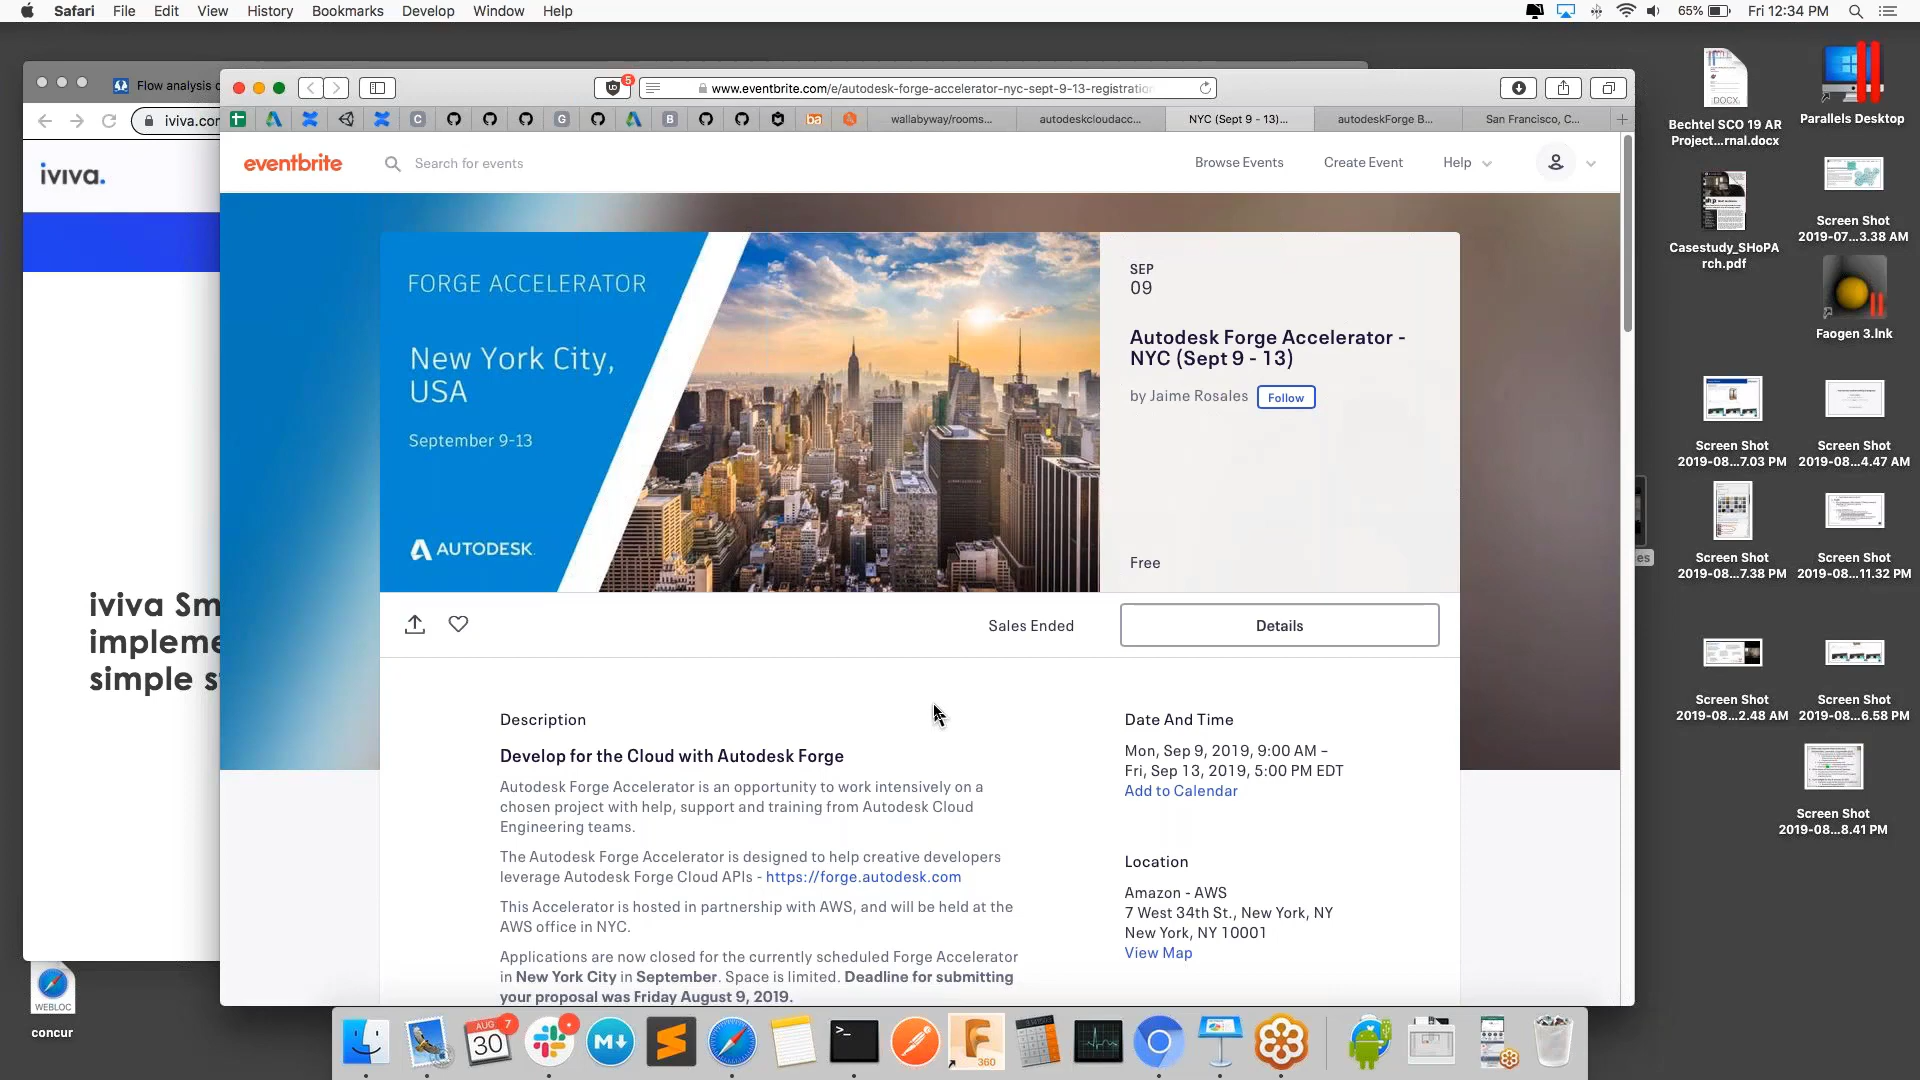 Safari File Edit View History Bookmarks Develop Window Help
65% Fri 12:34 PM
Flow analysis
5
www.eventbrite.com/e/autodesk-forge-accelerator-nyc-sept-9-13-registratio
iviva.co
C G B ba
wallabyway/rooms...
autodeskcloudacc...
NYC (Sept 9 - 13)...
autodeskForge B...
San Francisco, C...
eventbrite
Search for events
Browse Events
Create Event
Help
iviva.
FORGE ACCELERATOR
New York City,
USA
September 9-13
AUTODESK
SEP
09
Autodesk Forge Accelerator -
NYC (Sept 9 - 13)
by Jaime Rosales Follow
Free
Sales Ended
Details
iviva Sm
impleme
simple s
Description
Develop for the Cloud with Autodesk Forge
Autodesk Forge Accelerator is an opportunity to work intensively on a
chosen project with help, support and training from Autodesk Cloud
Engineering teams.
The Autodesk Forge Accelerator is designed to help creative developers
leverage Autodesk Forge Cloud APIs - https://forge.autodesk.com
This Accelerator is hosted in partnership with AWS, and will be held at the
AWS office in NYC.
Applications are now closed for the currently scheduled Forge Accelerator
in New York City in September. Space is limited. Deadline for submitting
your proposal was Friday August 9, 2019.
Date And Time
Mon, Sep 9, 2019, 9:00 AM –
Fri, Sep 13, 2019, 5:00 PM EDT
Add to Calendar
Location
Amazon - AWS
7 West 34th St., New York, NY
New York, NY 10001
View Map
DOCX
Bechtel SCO 19 AR
Project...rnal.docx
Parallels Desktop
Casestudy_SHoPA
rch.pdf
Screen Shot
2019-07...3.38 AM
Faogen 3.lnk
Screen Shot
2019-08...7.03 PM
Screen Shot
2019-08...4.47 AM
es
Screen Shot
2019-08...7.38 PM
Screen Shot
2019-08...11.32 PM
Screen Shot
2019-08...2.48 AM
Screen Shot
2019-08...6.58 PM
Screen Shot
2019-08...8.41 PM
WEBLOC
concur
AUG 7
30
M
360